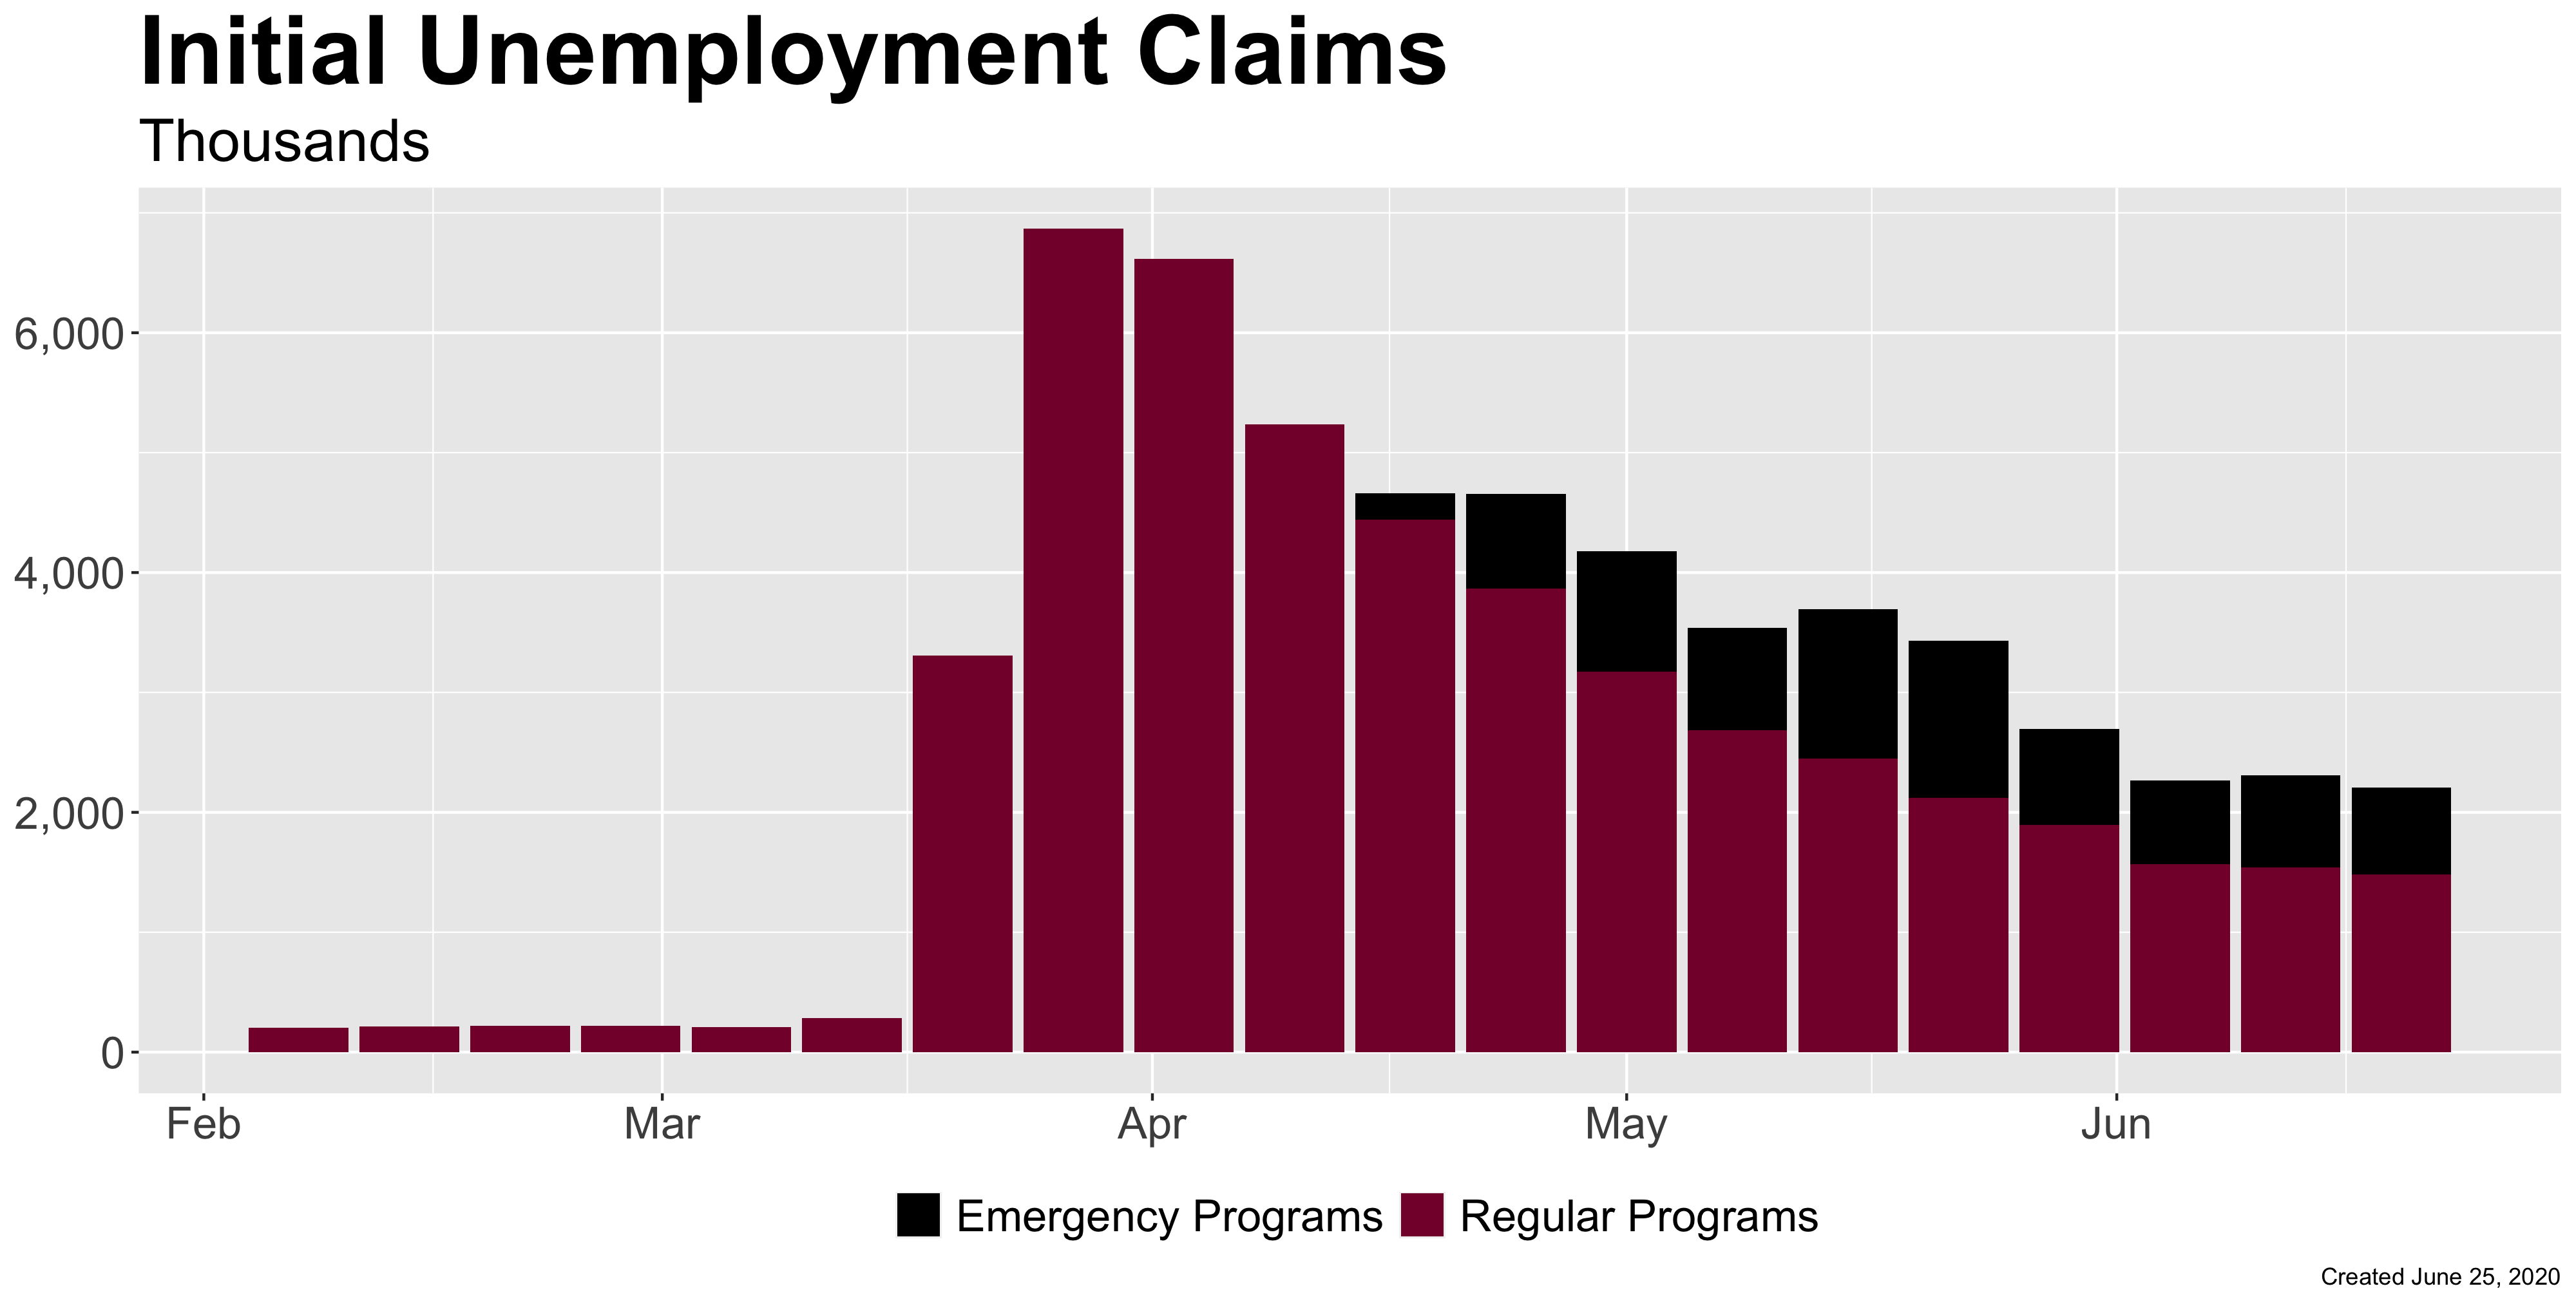 Initial Unemployment Claims
Thousands
6,000
4,000
2,000
0
Feb Mar Apr May Jun
Emergency Programs Regular Programs
Created June 25, 2020